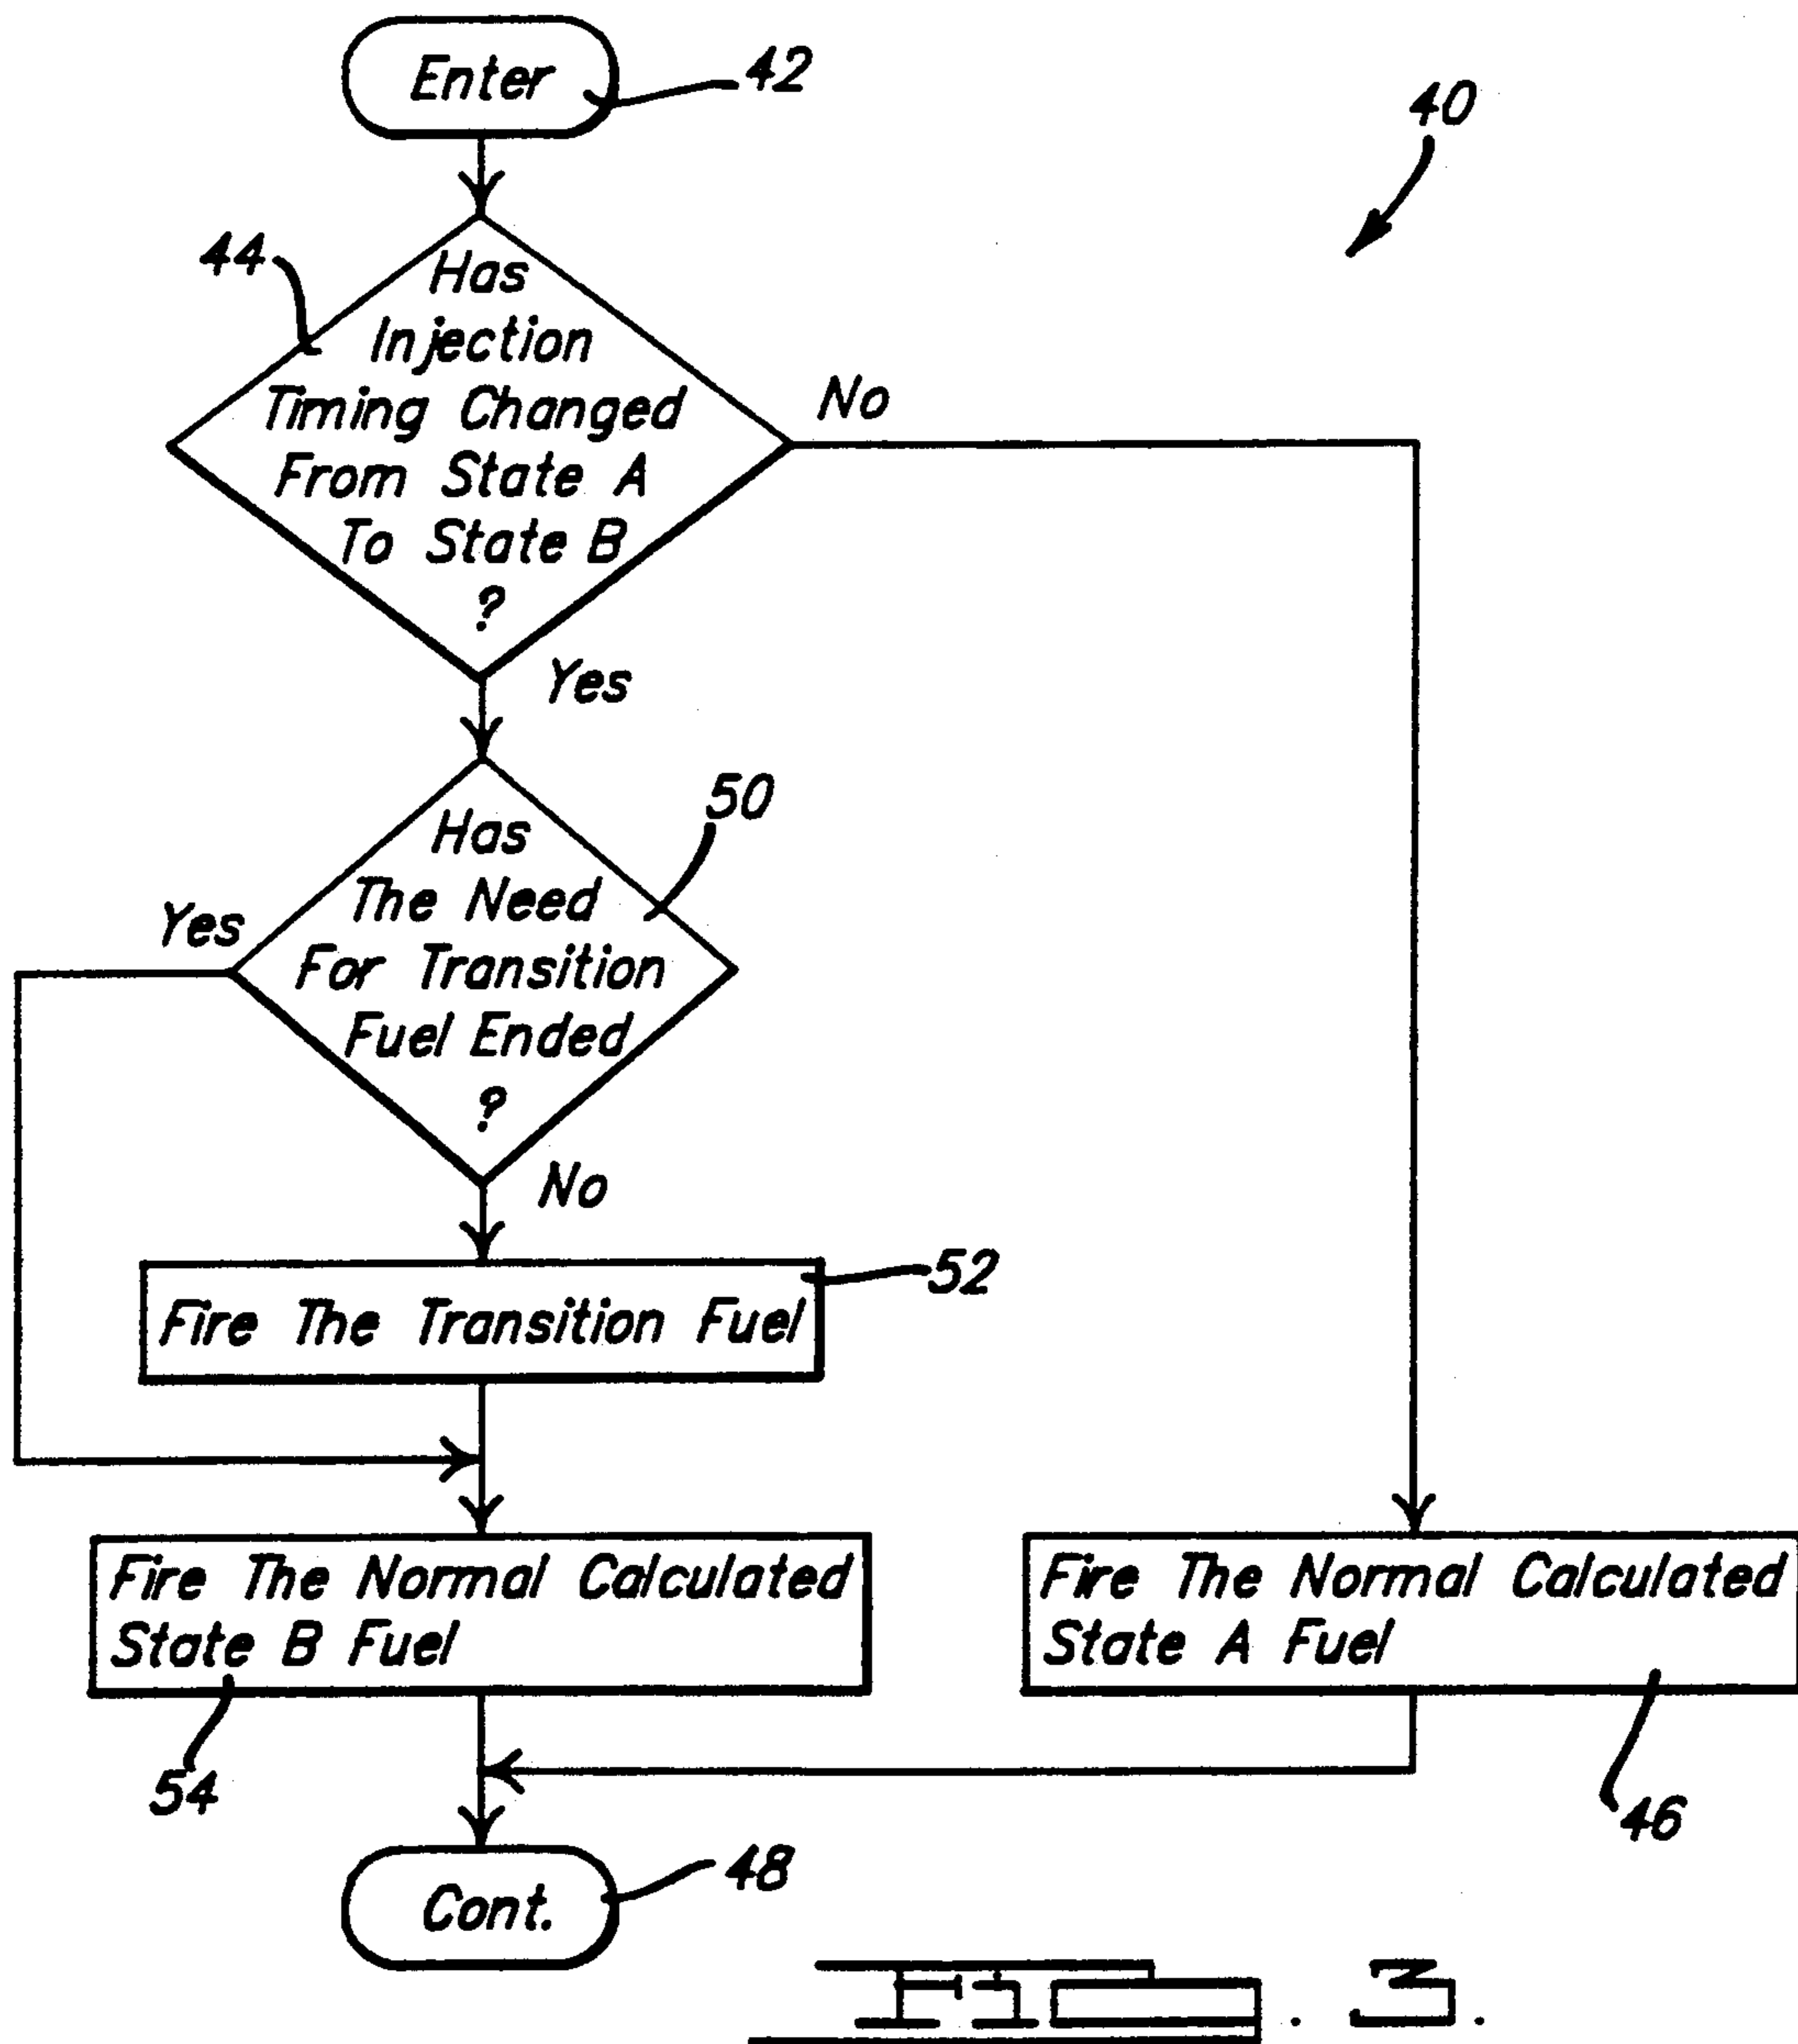 Enter
42
40
44
Has
Injection
Timing Changed
From State A
To State B
?
No
Yes
50
Has
The Need
For Transition
Fuel Ended
?
Yes
No
52
Fire The Transition Fuel
Fire The Normal Calculated
State B Fuel
54
Fire The Normal Calculated
State A Fuel
46
Cont.
48
FIG. 3.